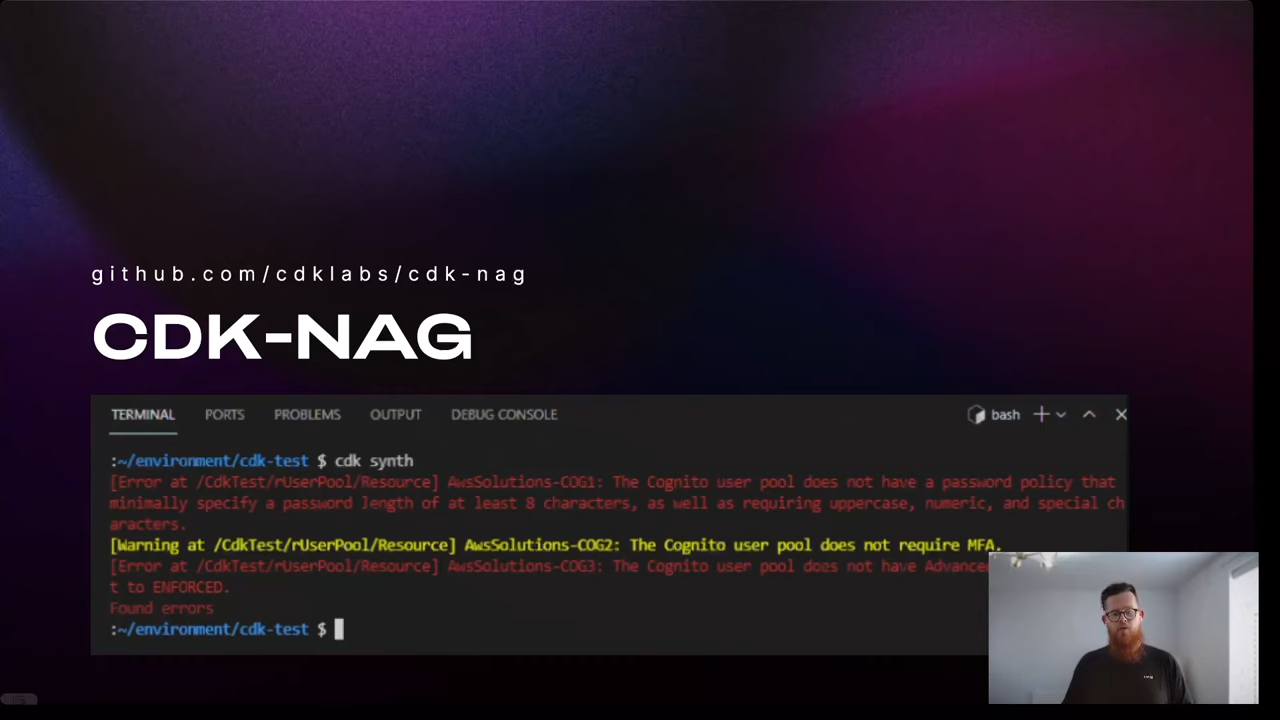 github.com/cdklabs/cdk-nag
CDK-NAG
TERMINAL PORTS PROBLEMS OUTPUT DEBUG CONSOLE bash
:~/environment/cdk-test $ cdk synth
[Error at /CdkTest/rUserPool/Resource] AwsSolutions-COG1: The Cognito user pool does not have a password policy that
minimally specify a password length of at least 8 characters, as well as requiring uppercase, numeric, and special ch
aracters.
[Warning at /CdkTest/rUserPool/Resource] AwsSolutions-COG2: The Cognito user pool does not require MFA.
[Error at /CdkTest/rUserPool/Resource] AwsSolutions-COG3: The Cognito user pool does not have Advanced
t to ENFORCED.
Found errors
:~/environment/cdk-test $